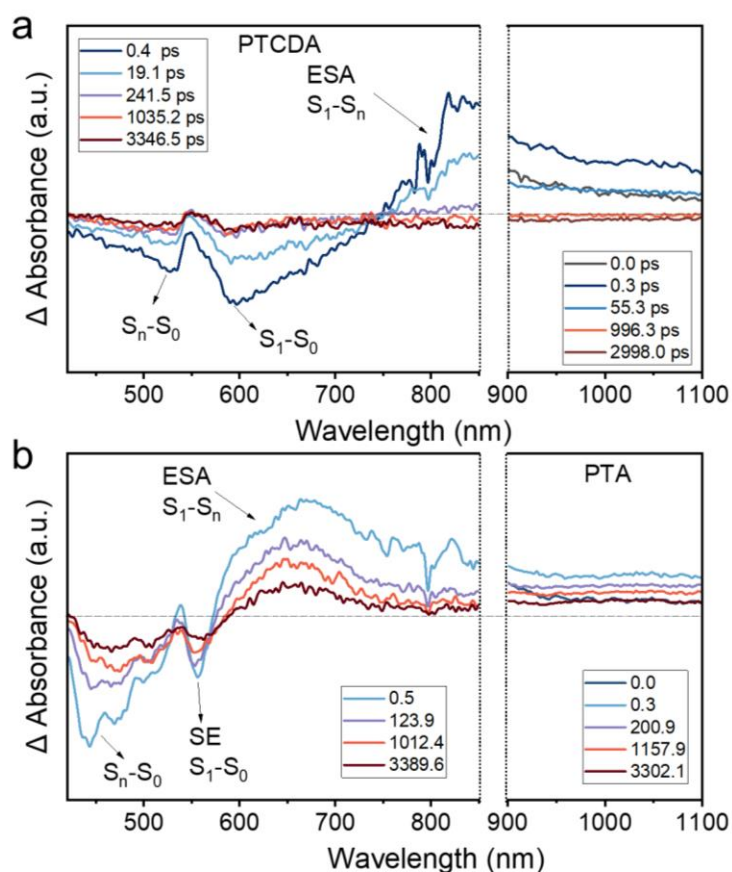 a
PTCDA
0.4 ps
19.1 ps
241.5 ps
1035.2 ps
3346.5 ps
ESA
S₁-Sₙ
Sₙ-S₀
S₁-S₀
0.0 ps
0.3 ps
55.3 ps
996.3 ps
2998.0 ps
Δ Absorbance (a.u.)
500 600 700 800 900 1000 1100
Wavelength (nm)
b
PTA
ESA
S₁-Sₙ
Sₙ-S₀
SE
S₁-S₀
0.5
123.9
1012.4
3389.6
0.0
0.3
200.9
1157.9
3302.1
Δ Absorbance (a.u.)
500 600 700 800 900 1000 1100
Wavelength (nm)